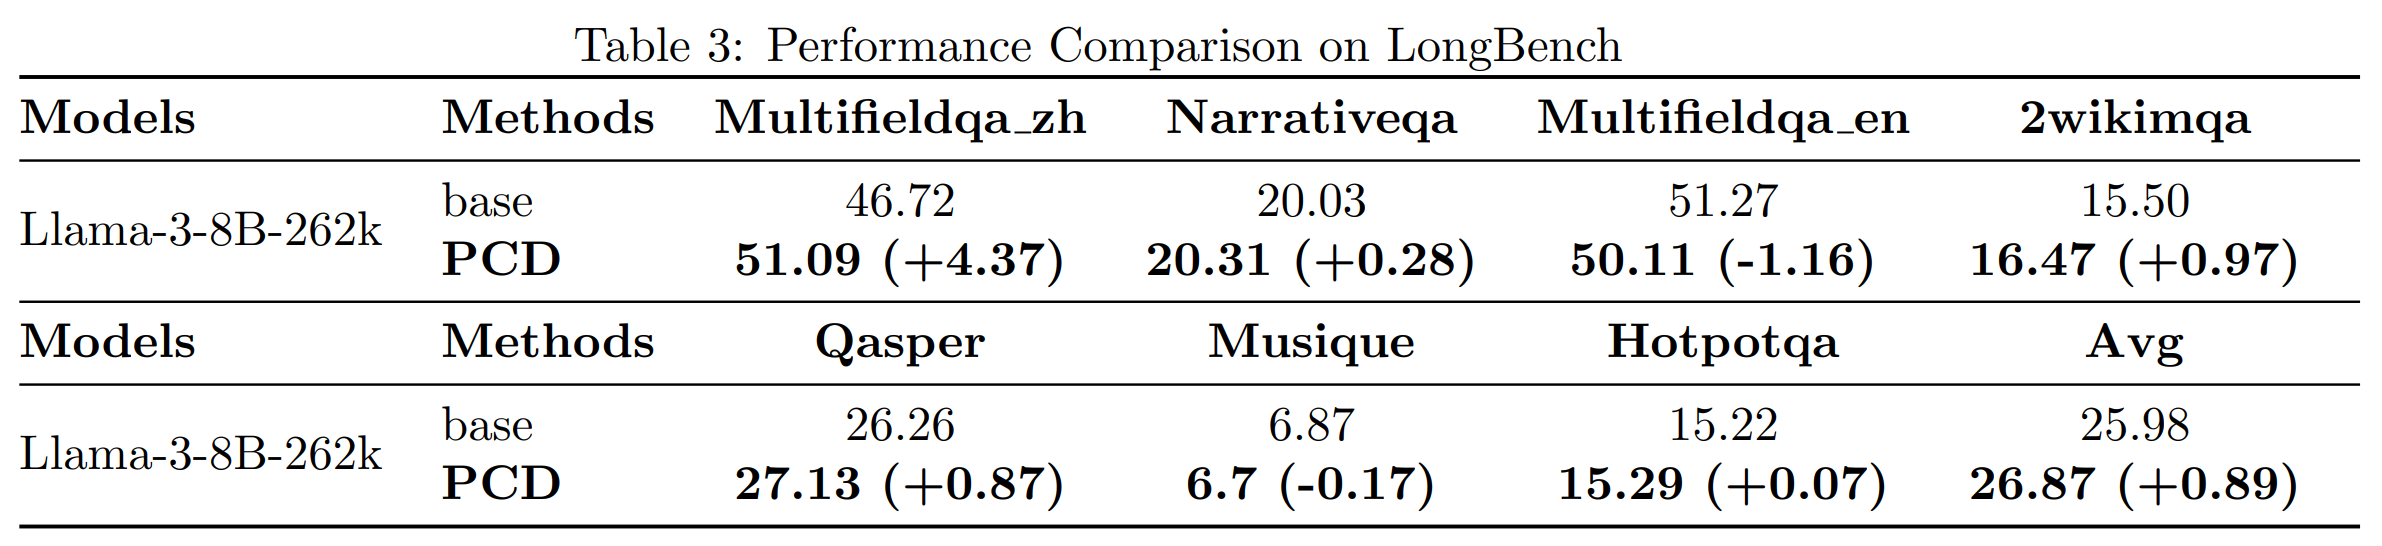 Table 3: Performance Comparison on LongBench
Models Methods Multifieldqa_zh Narrativeqa Multifieldqa_en 2wikimqa
Llama-3-8B-262k base 46.72 20.03 51.27 15.50
PCD 51.09 (+4.37) 20.31 (+0.28) 50.11 (-1.16) 16.47 (+0.97)
Models Methods Qasper Musique Hotpotqa Avg
Llama-3-8B-262k base 26.26 6.87 15.22 25.98
PCD 27.13 (+0.87) 6.7 (-0.17) 15.29 (+0.07) 26.87 (+0.89)